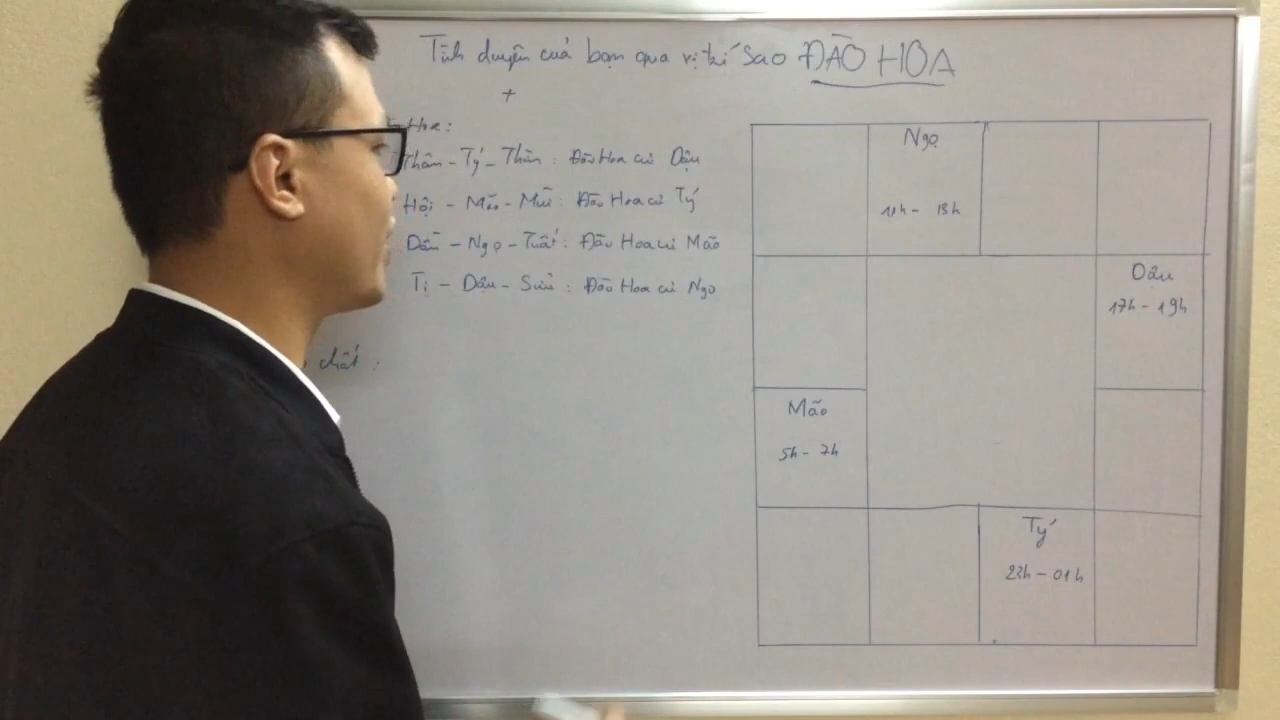 Tình duyên của bạn qua vị trí sao ĐÀO HOA
+
Hoa:
Thân - Tý - Thìn: Đào Hoa cư Dậu
Hợi - Mão - Mùi: Đào Hoa cư Tý
Dần - Ngọ - Tuất: Đào Hoa cư Mão
Tị - Dậu - Sửu: Đào Hoa cư Ngọ
chất:
Ngọ
11h - 13h
Dậu
17h - 19h
Mão
5h - 7h
Tý
23h - 01h